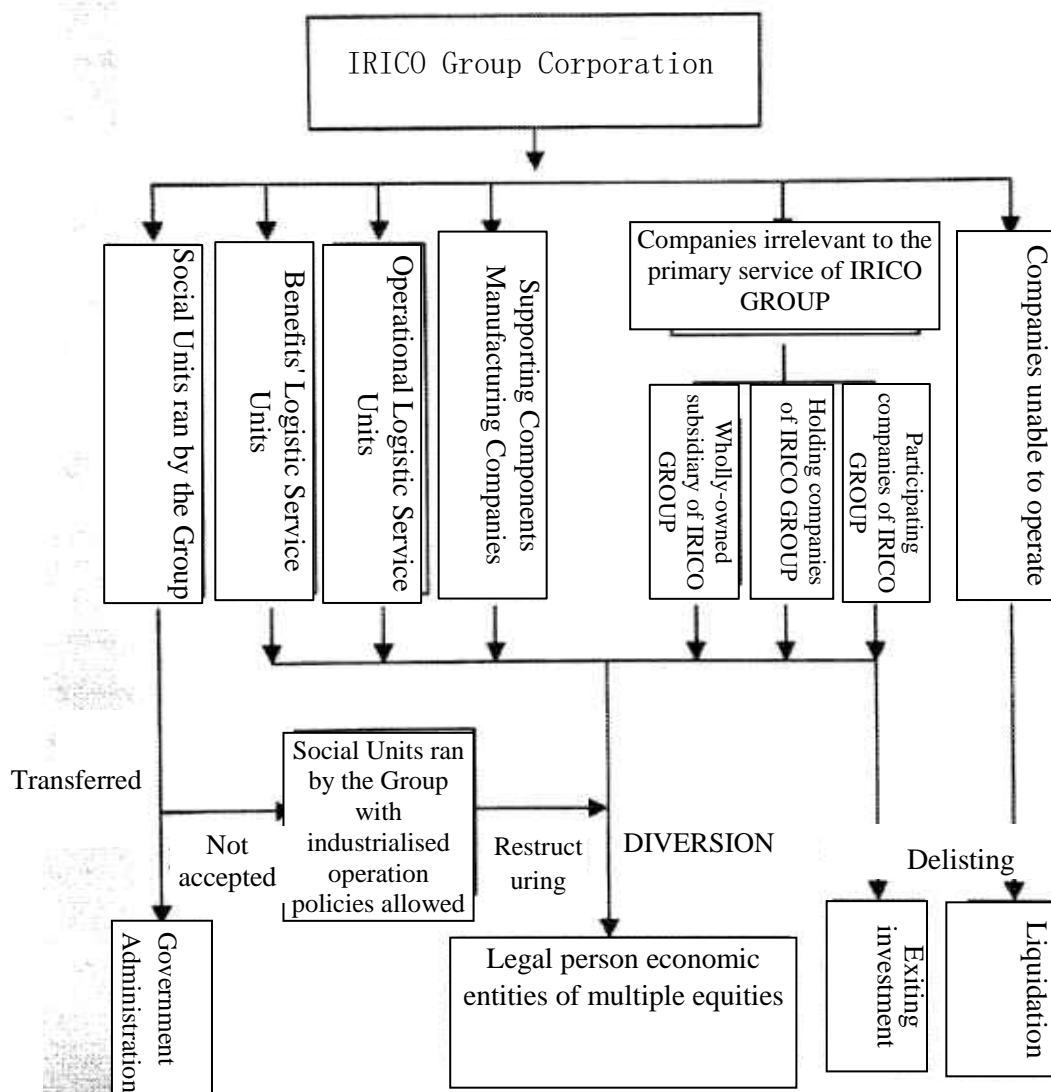 IRICO Group Corporation
Social Units ran by the Group
Benefits' Logistic Service
Units
Operational Logistic Service
Units
Supporting Components
Manufacturing Companies
Companies irrelevant to the
primary service of IRICO
GROUP
Wholly-owned
subsidiary of IRICO
GROUP
Holding companies
of IRICO GROUP
Participating
companies of IRICO
GROUP
Companies unable to operate
Transferred
Not
accepted
Social Units ran
by the Group
with
industrialised
operation
policies allowed
Restruct
uring
DIVERSION
Delisting
Government
Administration
Legal person economic
entities of multiple equities
Exiting
investment
Liquidation